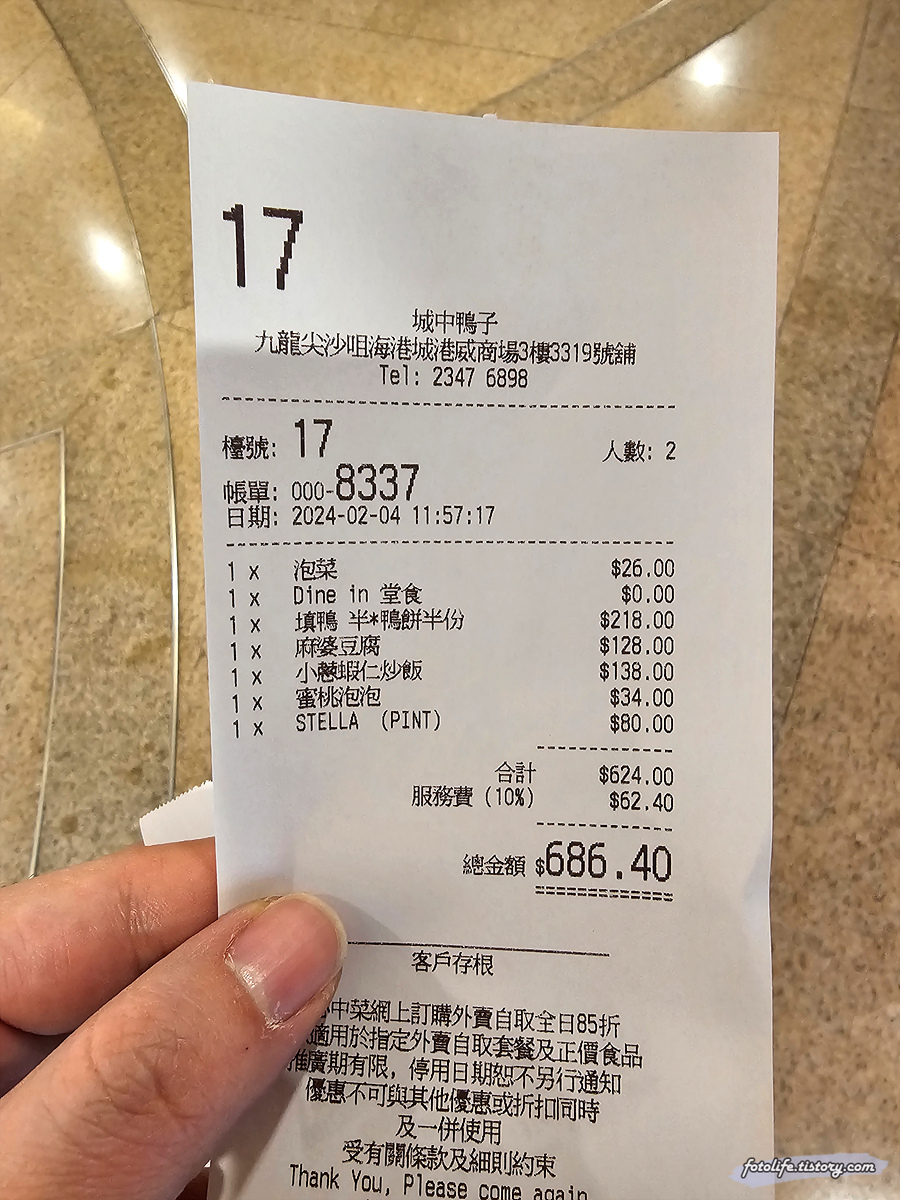 17
城中鴨子
九龍尖沙咀海港城港威商場3樓3319號舖
Tel: 2347 6898
檯號: 17 人數: 2
帳單: 000-8337
日期: 2024-02-04 11:57:17
1 x 泡菜 $26.00
1 x Dine in 堂食 $0.00
1 x 填鴨 半*鴨餅半份 $218.00
1 x 麻婆豆腐 $128.00
1 x 小蔥蝦仁炒飯 $138.00
1 x 蜜桃泡泡 $34.00
1 x STELLA (PINT) $80.00
合計 $624.00
服務費 (10%) $62.40
總金額 $686.40
客戶存根
中菜網上訂購外賣自取全日85折
適用於指定外賣自取套餐及正價食品
推廣期有限, 停用日期恕不另行通知
優惠不可與其他優惠或折扣同時
及一併使用
受有關條款及細則約束
Thank You, Please come again
fotolife.tistory.com